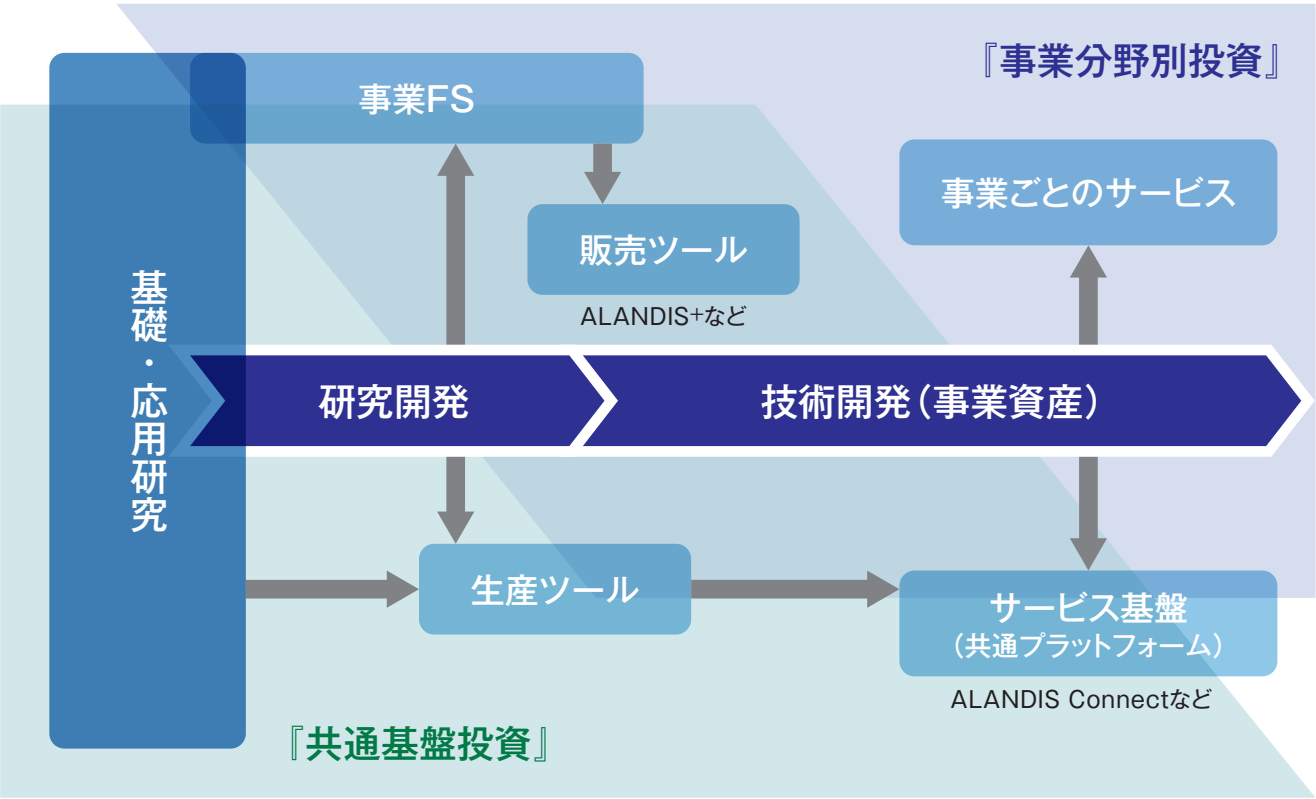 『事業分野別投資』
事業FS
事業ごとのサービス
販売ツール
ALANDIS+など
基礎・応用研究
研究開発
技術開発（事業資産）
生産ツール
サービス基盤
（共通プラットフォーム）
ALANDIS Connectなど
『共通基盤投資』